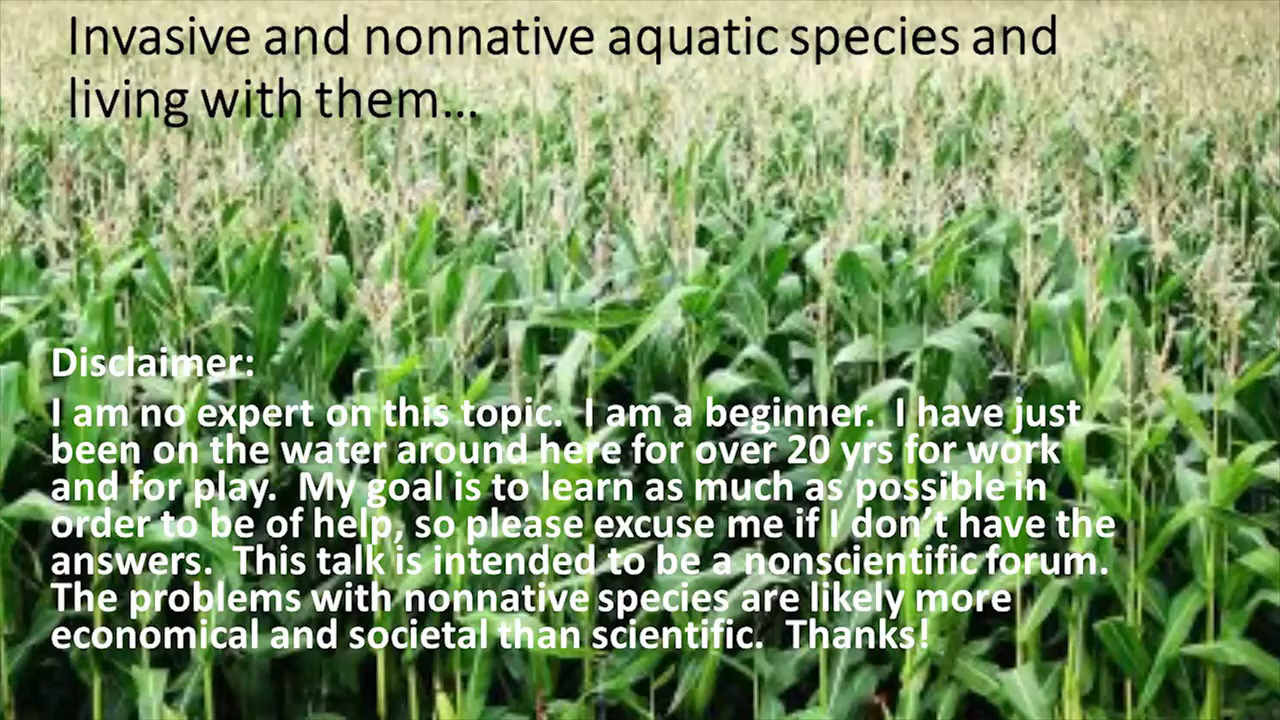 Invasive and nonnative aquatic species and
living with them…
Disclaimer:
I am no expert on this topic.  I am a beginner.  I have just
been on the water around here for over 20 yrs for work
and for play.  My goal is to learn as much as possible in
order to be of help, so please excuse me if I don’t have the
answers.  This talk is intended to be a nonscientific forum.
The problems with nonnative species are likely more
economical and societal than scientific.  Thanks!